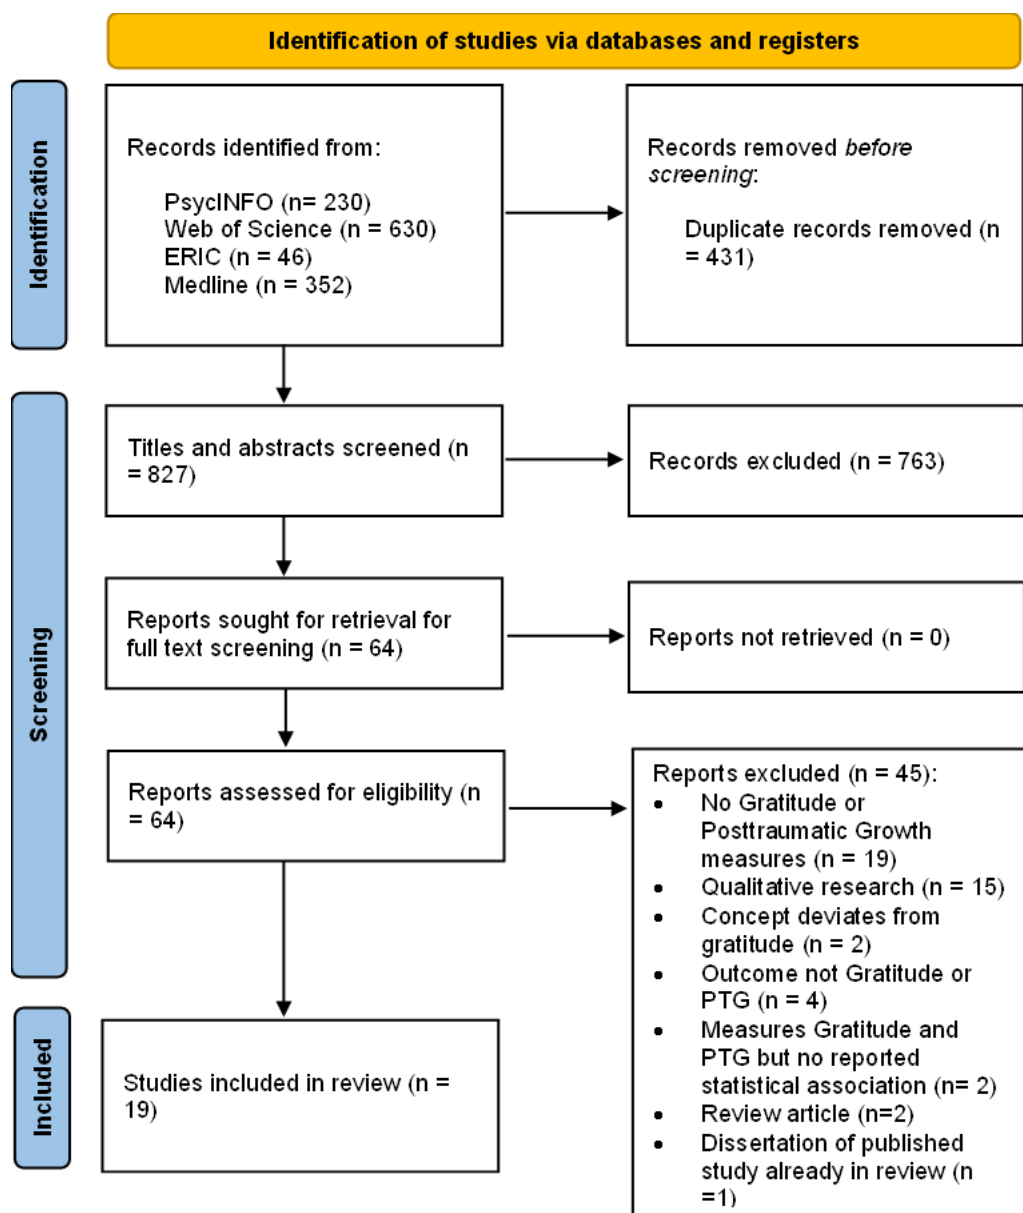 Identification of studies via databases and registers
Identification
Records identified from:
PsycINFO (n= 230)
Web of Science (n = 630)
ERIC (n = 46)
Medline (n = 352)
Records removed before
screening:
Duplicate records removed (n
= 431)
Screening
Titles and abstracts screened (n
= 827)
Records excluded (n = 763)
Reports sought for retrieval for
full text screening (n = 64)
Reports not retrieved (n = 0)
Reports assessed for eligibility (n
= 64)
Reports excluded (n = 45):
• No Gratitude or
Posttraumatic Growth
measures (n = 19)
• Qualitative research (n = 15)
• Concept deviates from
gratitude (n = 2)
• Outcome not Gratitude or
PTG (n = 4)
• Measures Gratitude and
PTG but no reported
statistical association (n= 2)
• Review article (n=2)
• Dissertation of published
study already in review (n
=1)
Included
Studies included in review (n =
19)